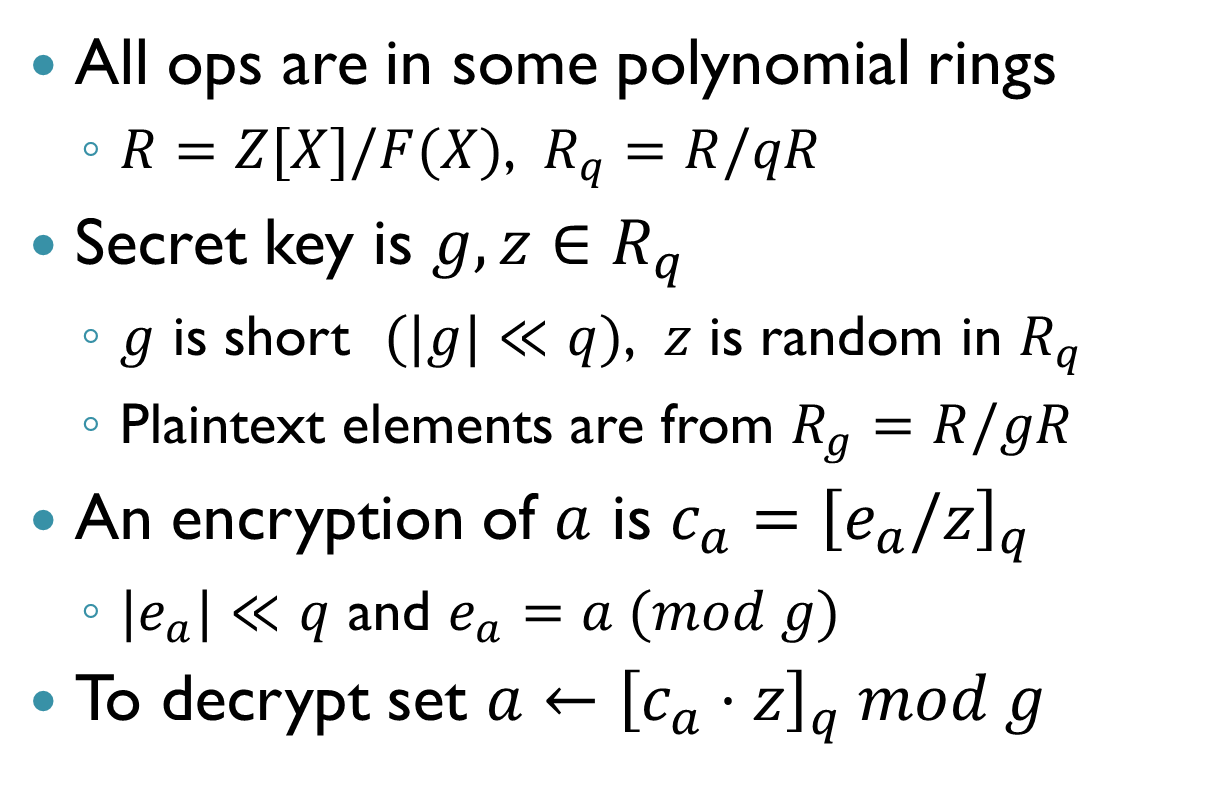 • All ops are in some polynomial rings
◦ R = Z[X]/F(X), R_q = R/qR
• Secret key is g, z ∈ R_q
◦ g is short (|g| ≪ q), z is random in R_q
◦ Plaintext elements are from R_g = R/gR
• An encryption of a is c_a = [e_a/z]_q
◦ |e_a| ≪ q and e_a = a (mod g)
• To decrypt set a ← [c_a · z]_q mod g